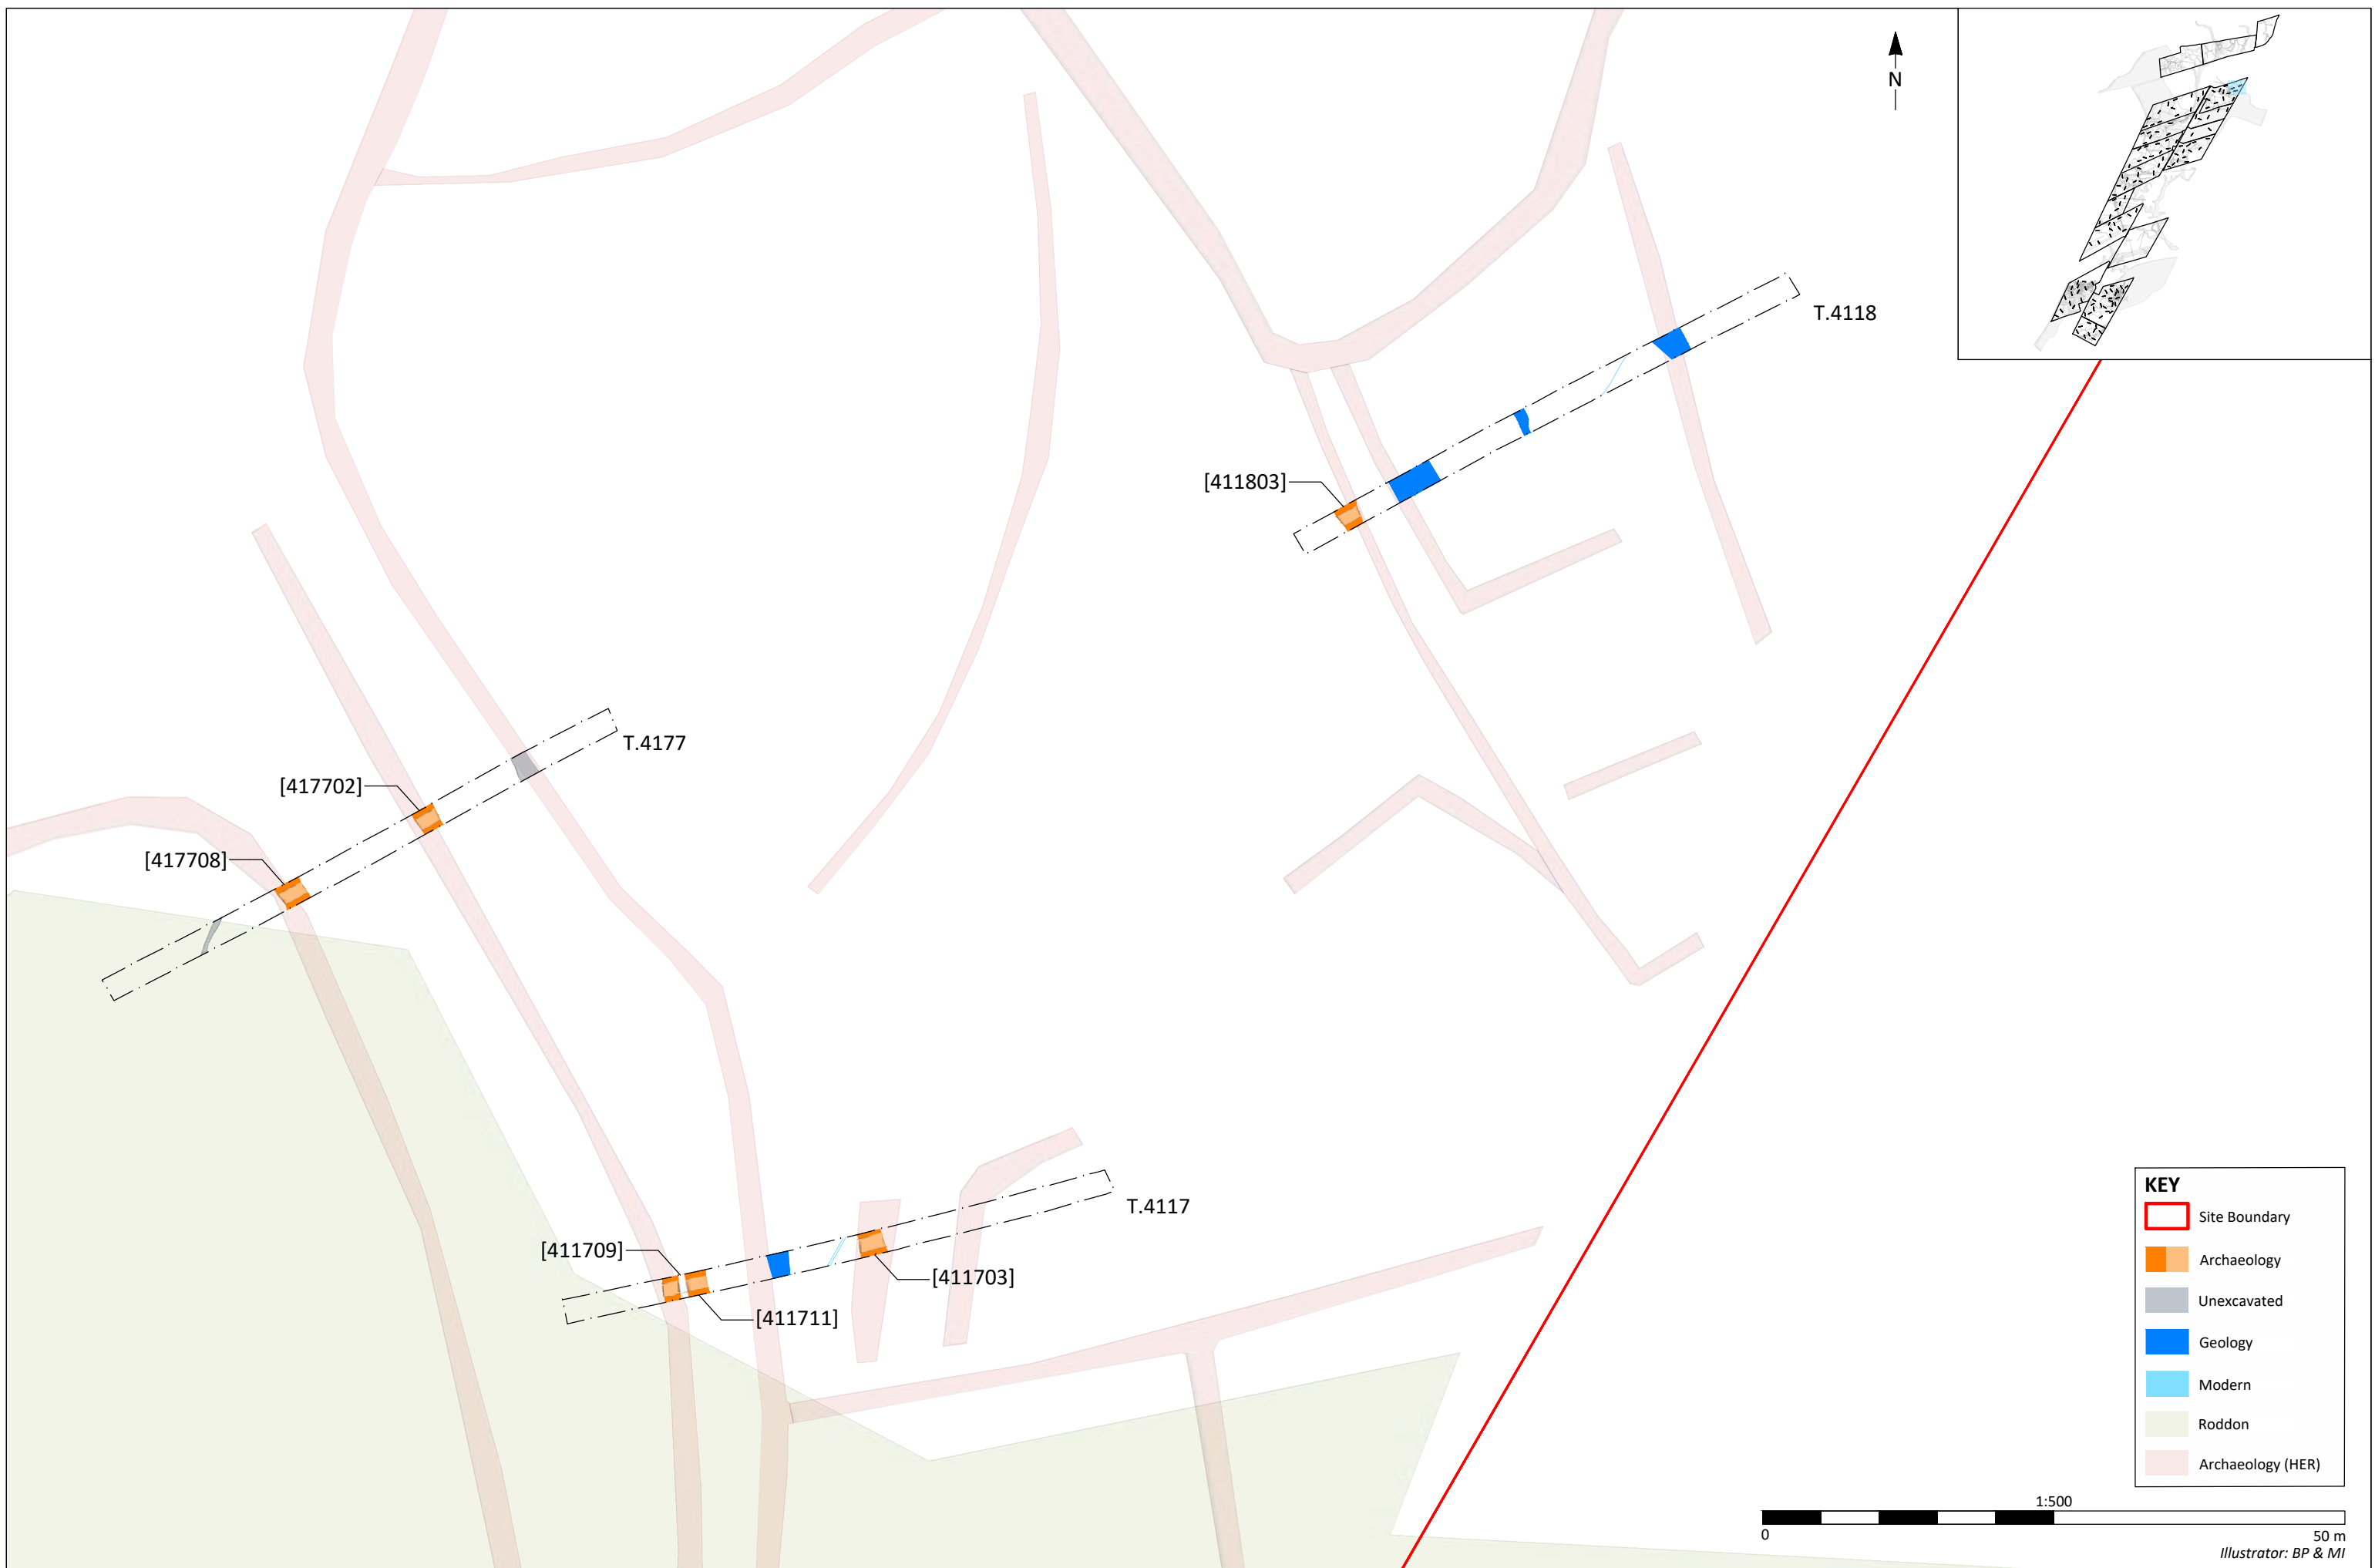 N
T.4118
[411803]
T.4177
[417702]
[417708]
T.4117
[411709]
[411703]
[411711]
KEY
Site Boundary
Archaeology
Unexcavated
Geology
Modern
Roddon
Archaeology (HER)
1:500
0
50 m
Illustrator: BP & MI